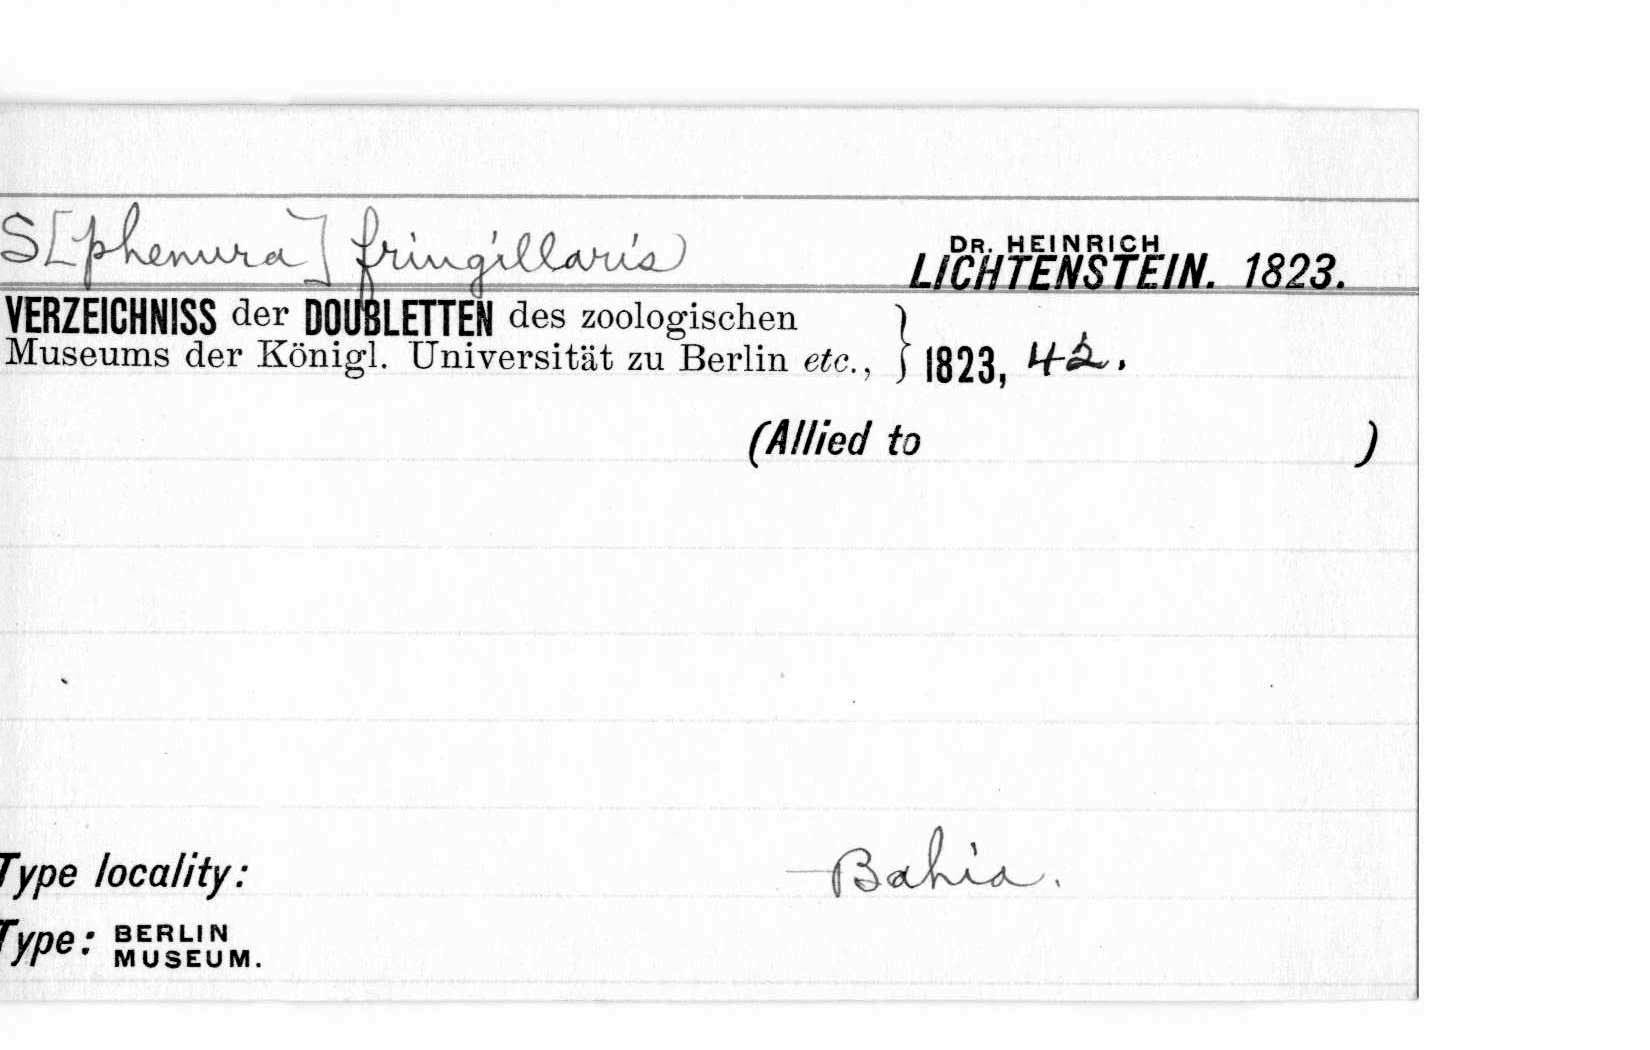 S[phenura] fringillaris
DR. HEINRICH
LICHTENSTEIN. 1823.
VERZEICHNISS der DOUBLETTEN des zoologischen
Museums der Königl. Universität zu Berlin etc., } 1823, 42.
(Allied to )
Type locality: Bahia.
Type: BERLIN
MUSEUM.